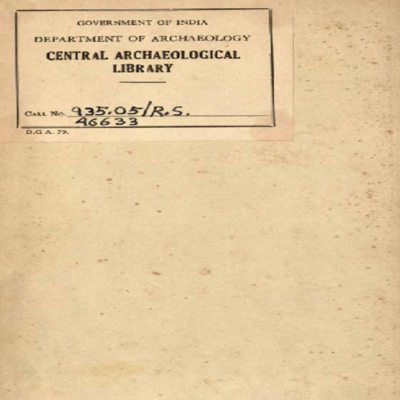 GOVERNMENT OF INDIA
DEPARTMENT OF ARCHAEOLOGY
CENTRAL ARCHAEOLOGICAL
LIBRARY
CALL No. 935.05/R.S.
46633
D.G A. 79.